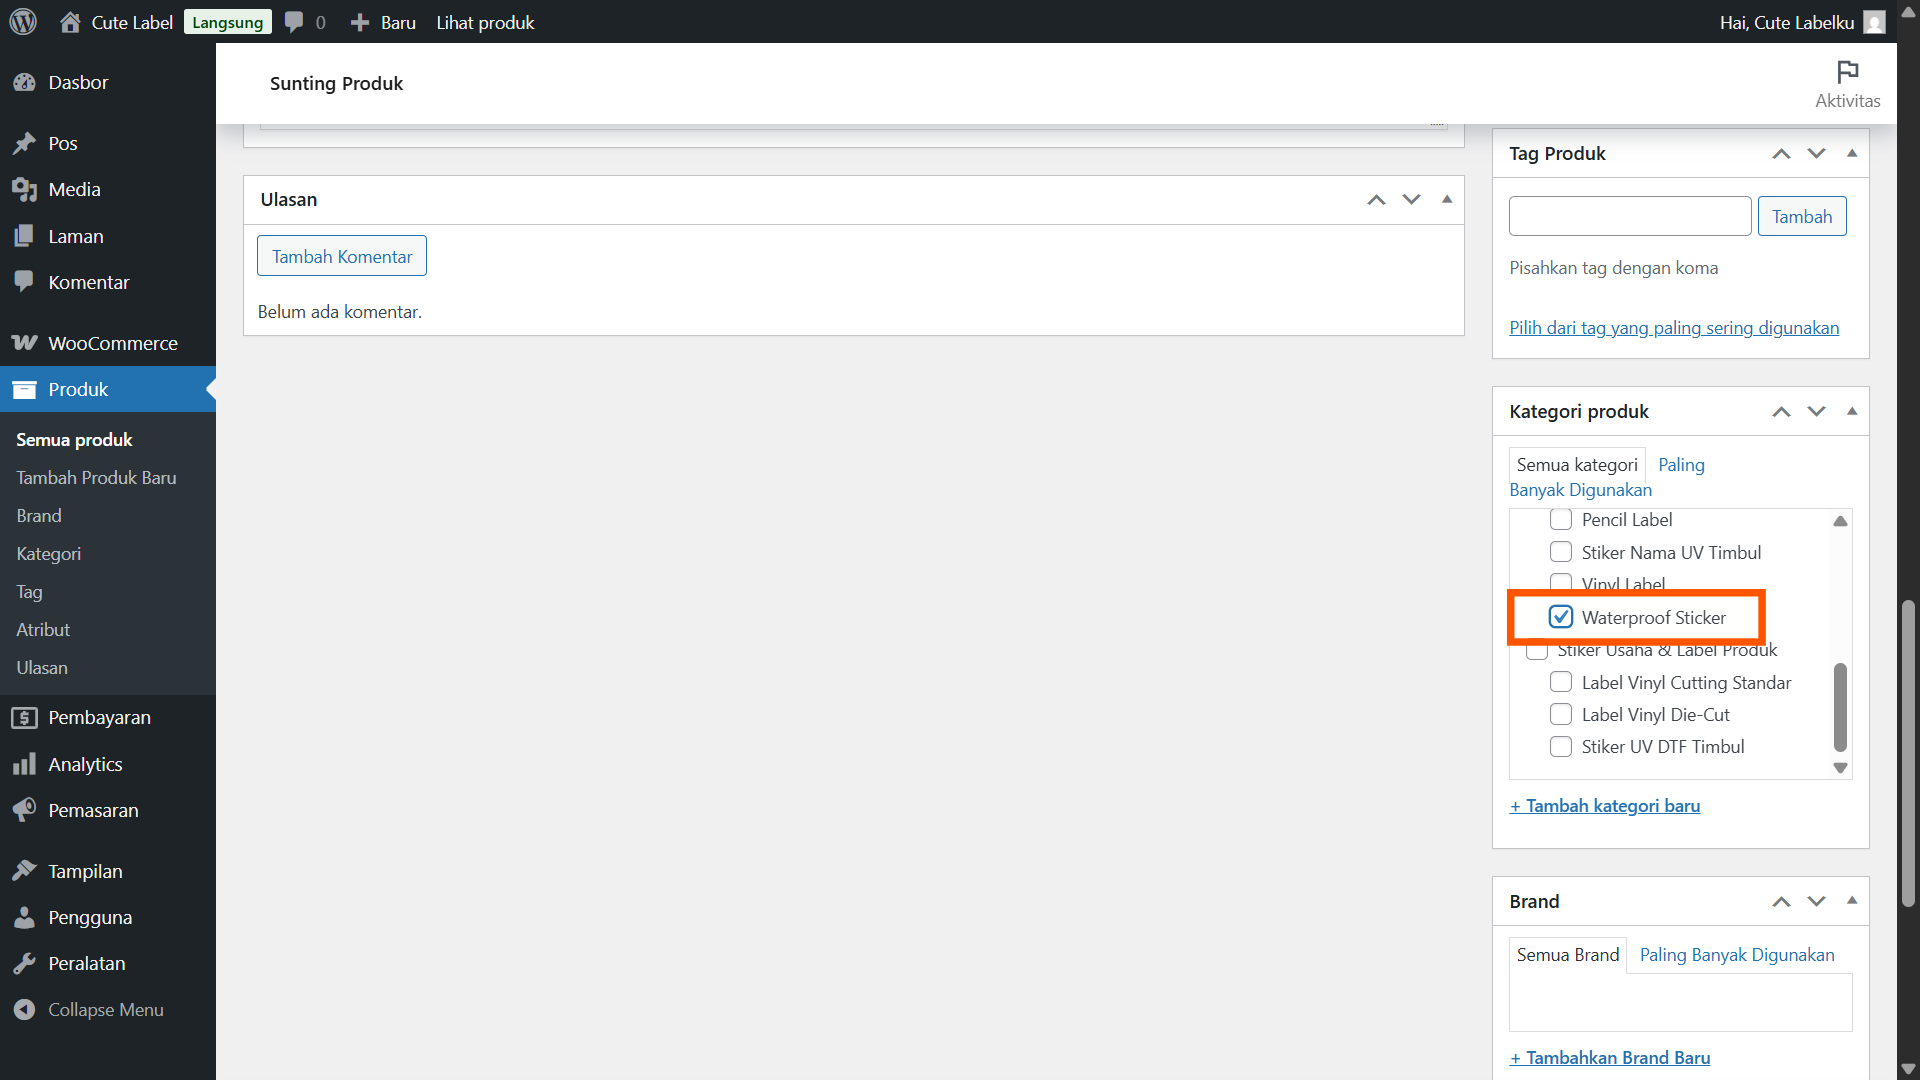 Cute Label
Langsung
0
Baru
Lihat produk
Hai, Cute Labelku
Dasbor
Pos
Media
Laman
Komentar
WooCommerce
Produk
Semua produk
Tambah Produk Baru
Brand
Kategori
Tag
Atribut
Ulasan
Pembayaran
Analytics
Pemasaran
Tampilan
Pengguna
Peralatan
Collapse Menu
Sunting Produk
Aktivitas
Ulasan
Tambah Komentar
Belum ada komentar.
Tag Produk
Tambah
Pisahkan tag dengan koma
Pilih dari tag yang paling sering digunakan
Kategori produk
Semua kategori
Paling
Banyak Digunakan
Pencil Label
Stiker Nama UV Timbul
Vinyl Label
Waterproof Sticker
Stiker Usaha & Label Produk
Label Vinyl Cutting Standar
Label Vinyl Die-Cut
Stiker UV DTF Timbul
+ Tambah kategori baru
Brand
Semua Brand
Paling Banyak Digunakan
+ Tambahkan Brand Baru